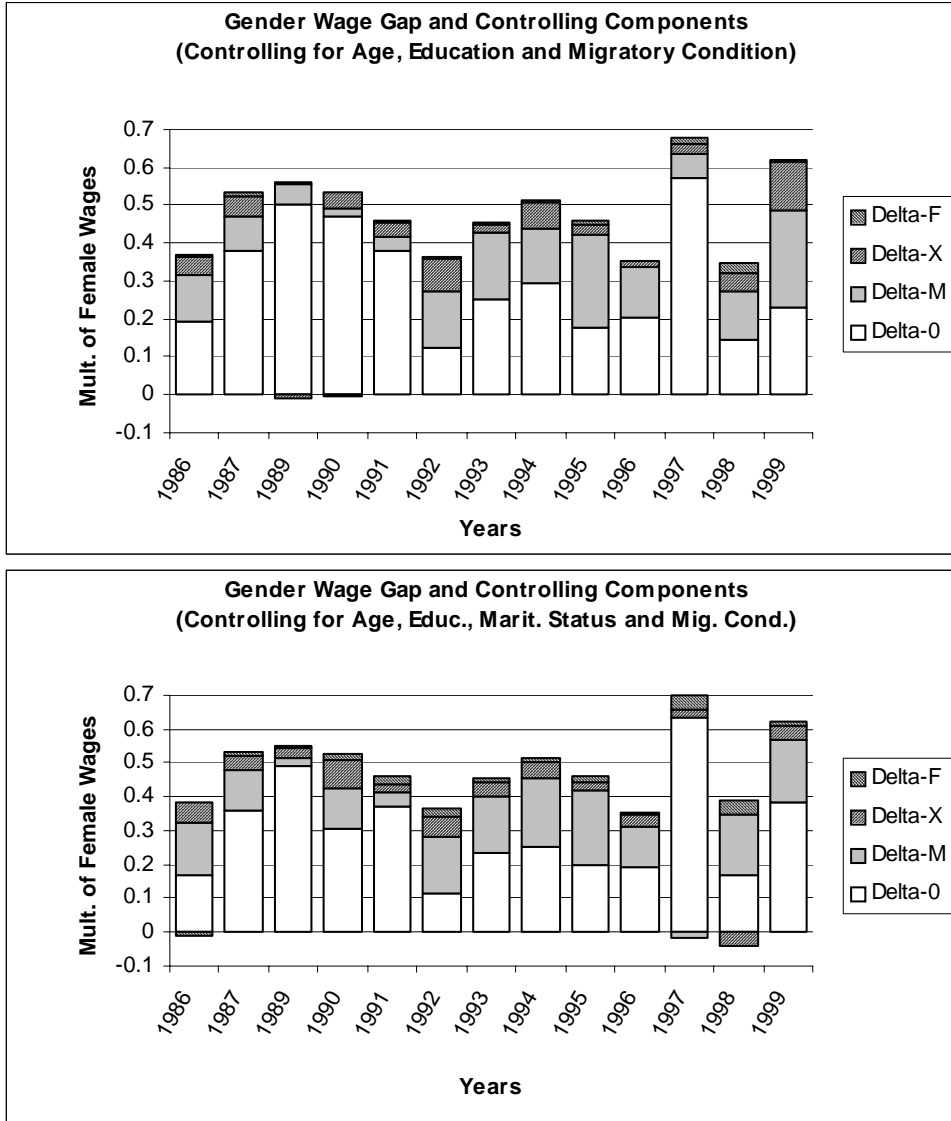 Gender Wage Gap and Controlling Components
(Controlling for Age, Education and Migratory Condition)
Mult. of Female Wages
0.7
0.6
0.5
0.4
0.3
0.2
0.1
0
-0.1
1986
1987
1989
1990
1991
1992
1993
1994
1995
1996
1997
1998
1999
Years
Delta-F
Delta-X
Delta-M
Delta-0
Gender Wage Gap and Controlling Components
(Controlling for Age, Educ., Marit. Status and Mig. Cond.)
Mult. of Female Wages
0.7
0.6
0.5
0.4
0.3
0.2
0.1
0
-0.1
1986
1987
1989
1990
1991
1992
1993
1994
1995
1996
1997
1998
1999
Years
Delta-F
Delta-X
Delta-M
Delta-0